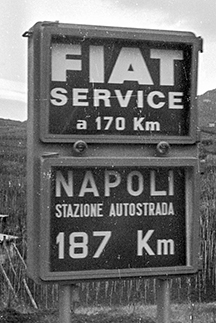 FIAT
SERVICE
a 170 Km
NAPOLI
STAZIONE AUTOSTRADA
187 Km